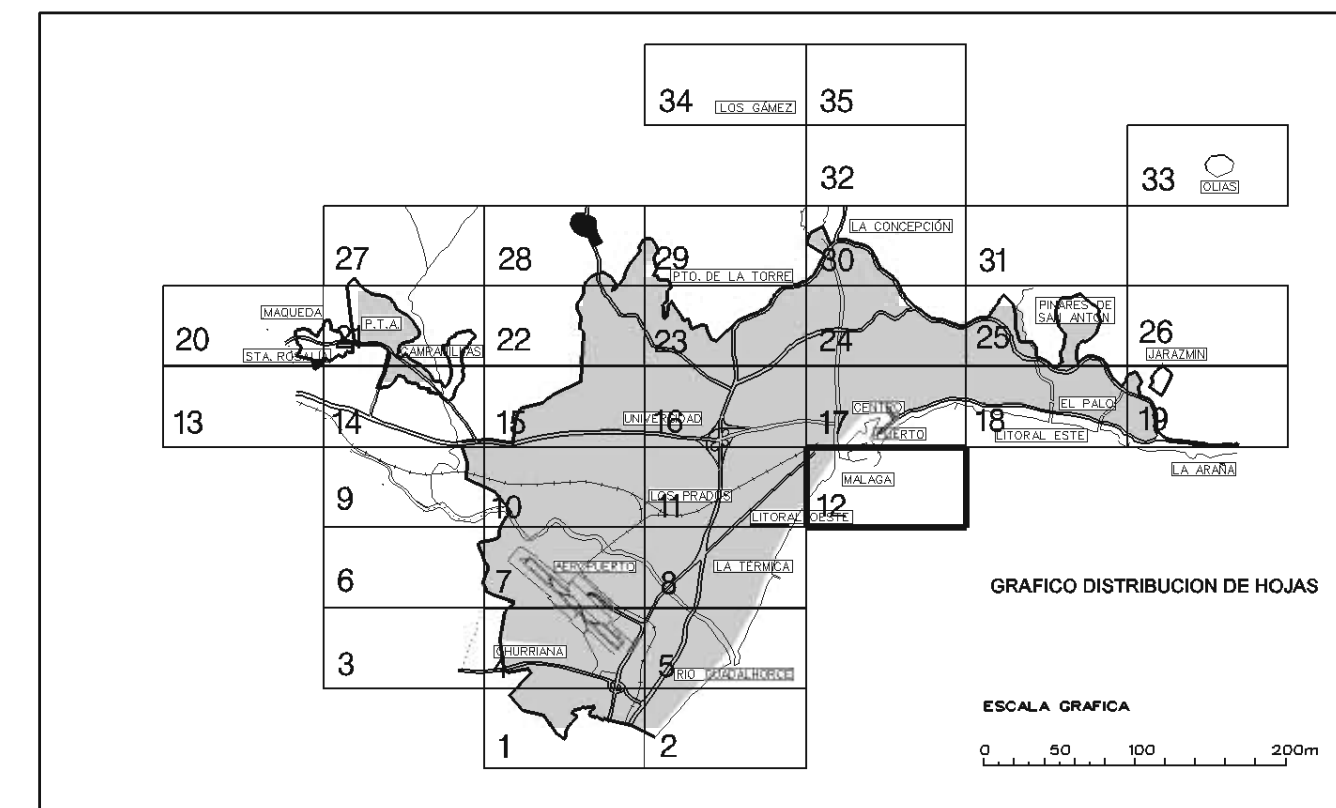 34 LOS GÁMEZ 35
32 33 OLIAS
LA CONCEPCIÓN
27 28 29 30 31
PTO. DE LA TORRE
MAQUEDA P.T.A. PINARES DE
SAN ANTON
20 21 22 23 24 25 26
STA. ROSALIA CAMPANILLAS JARAZMIN
CENTRO EL PALO
13 14 15 UNIVERSIDAD 16 17 18 19
PUERTO LITORAL ESTE
LA ARAÑA
MALAGA
9 10 LOS PRADOS 11 12
LITORAL OESTE
AEROPUERTO LA TERMICA
6 7 8
GRAFICO DISTRIBUCION DE HOJAS
CHURRIANA
3 5 RIO GUADALHORCE
ESCALA GRAFICA
1 2
0 50 100 200m